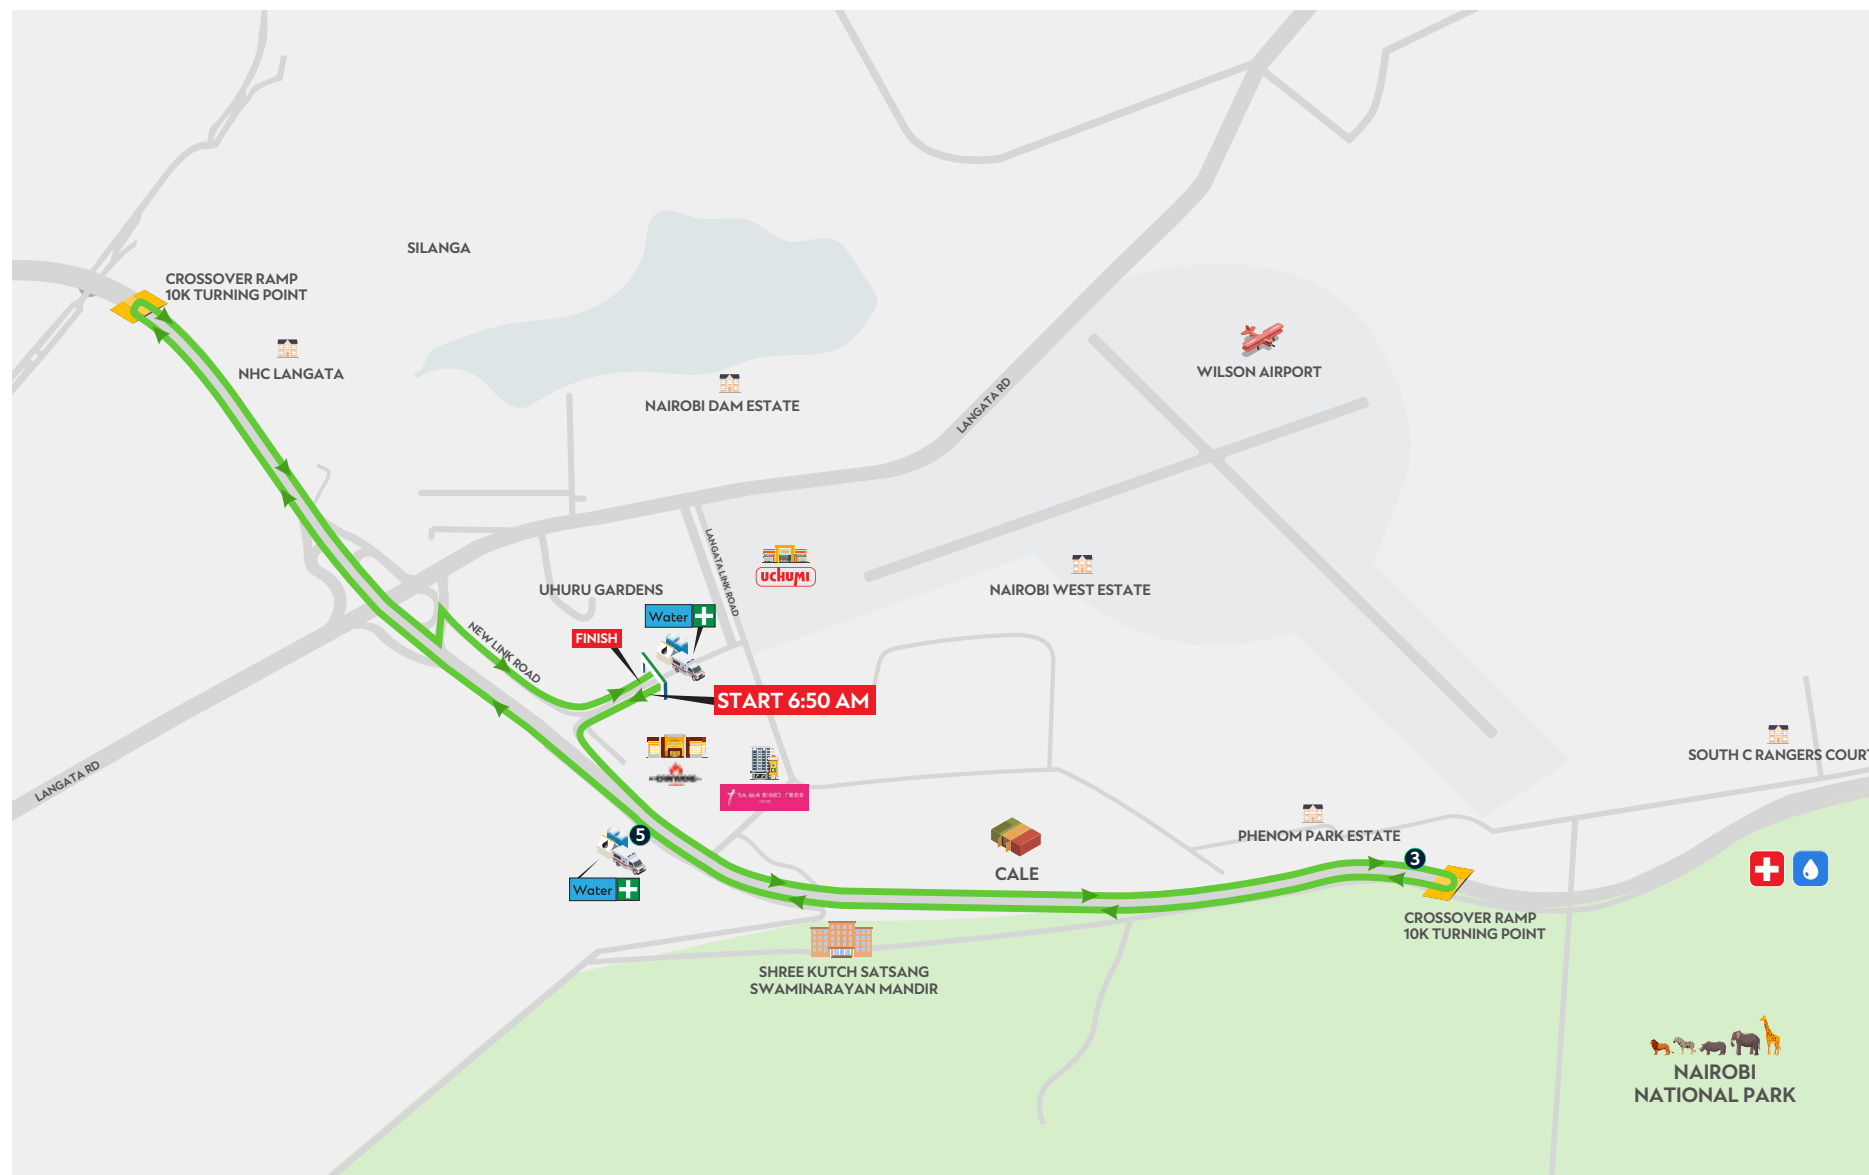 SILANGA
CROSSOVER RAMP
10K TURNING POINT
NHC LANGATA
NAIROBI DAM ESTATE
WILSON AIRPORT
LANGATA RD
LANGATA LINK ROAD
UCHUMI
UHURU GARDENS
NAIROBI WEST ESTATE
Water
FINISH
NEW LINK ROAD
START 6:50 AM
LANGATA RD
SOUTH C RANGERS COURT
5
Water
PHENOM PARK ESTATE
3
CALE
CROSSOVER RAMP
10K TURNING POINT
SHREE KUTCH SATSANG
SWAMINARAYAN MANDIR
NAIROBI
NATIONAL PARK